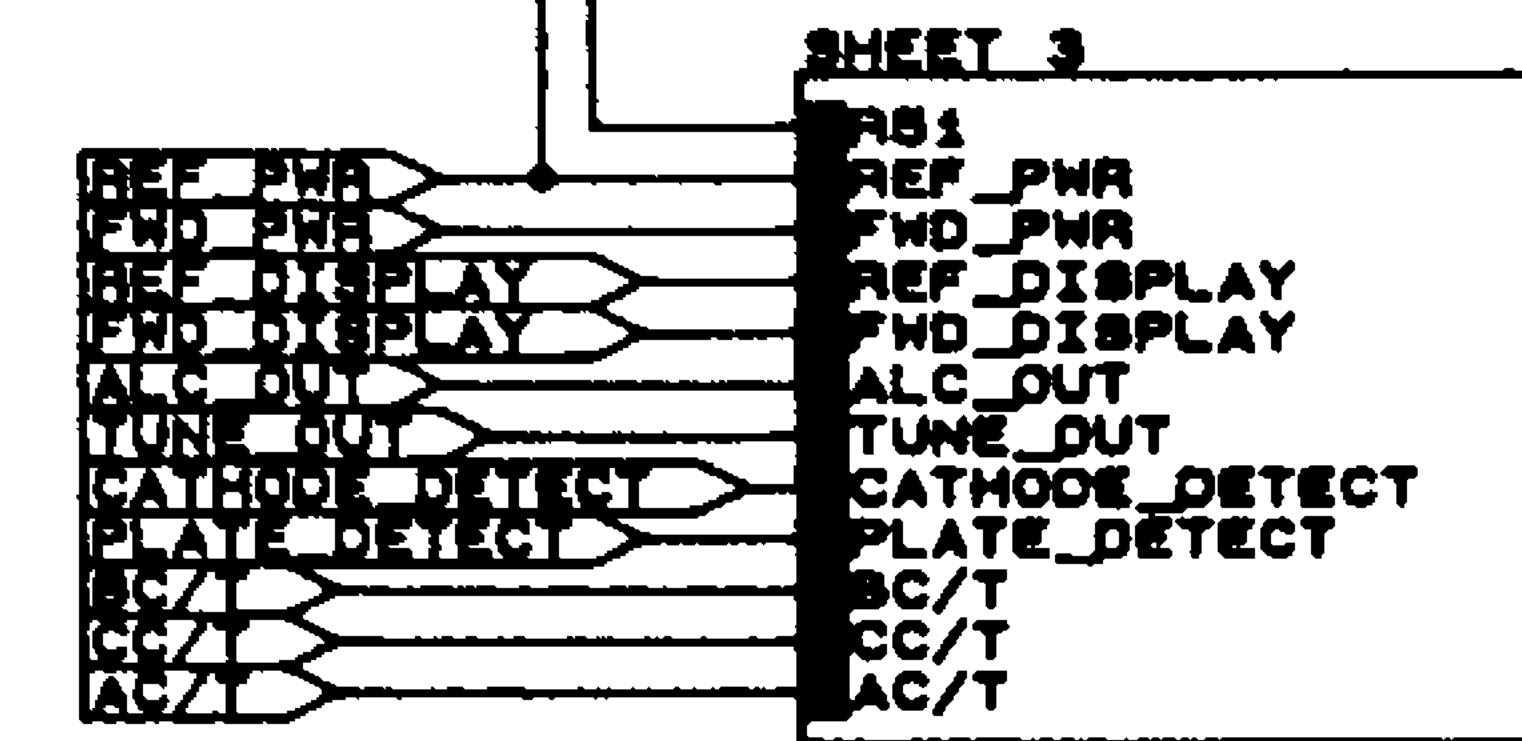 SHEET 3
RS1
REF_PWR
FWD_PWR
REF_DISPLAY
FWD_DISPLAY
ALC_OUT
TUNE_OUT
CATHODE_DETECT
PLATE_DETECT
BC/T
CC/T
AC/T
REF_PWR
FWD_PWR
REF_DISPLAY
FWD_DISPLAY
ALC_OUT
TUNE_OUT
CATHODE_DETECT
PLATE_DETECT
BC/T
CC/T
AC/T